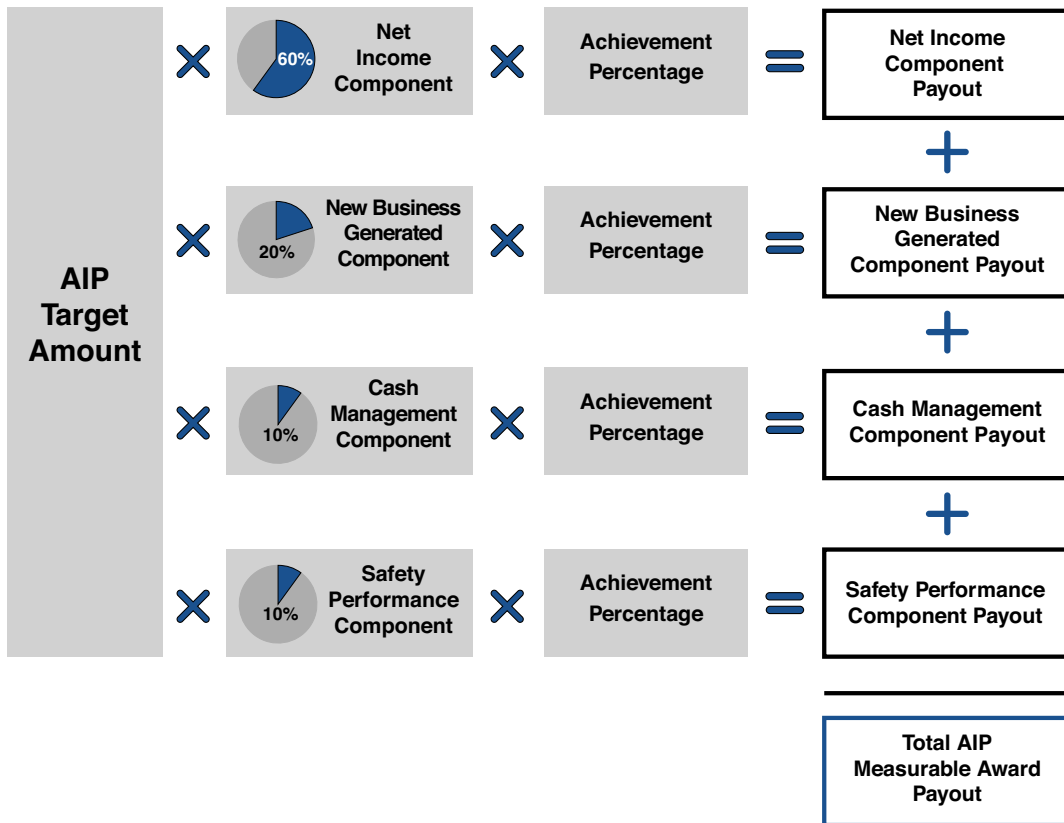 AIP
Target
Amount
60%
Net
Income
Component
Achievement
Percentage
Net Income
Component
Payout
20%
New Business
Generated
Component
Achievement
Percentage
New Business
Generated
Component Payout
10%
Cash
Management
Component
Achievement
Percentage
Cash Management
Component Payout
10%
Safety
Performance
Component
Achievement
Percentage
Safety Performance
Component Payout
Total AIP
Measurable Award
Payout